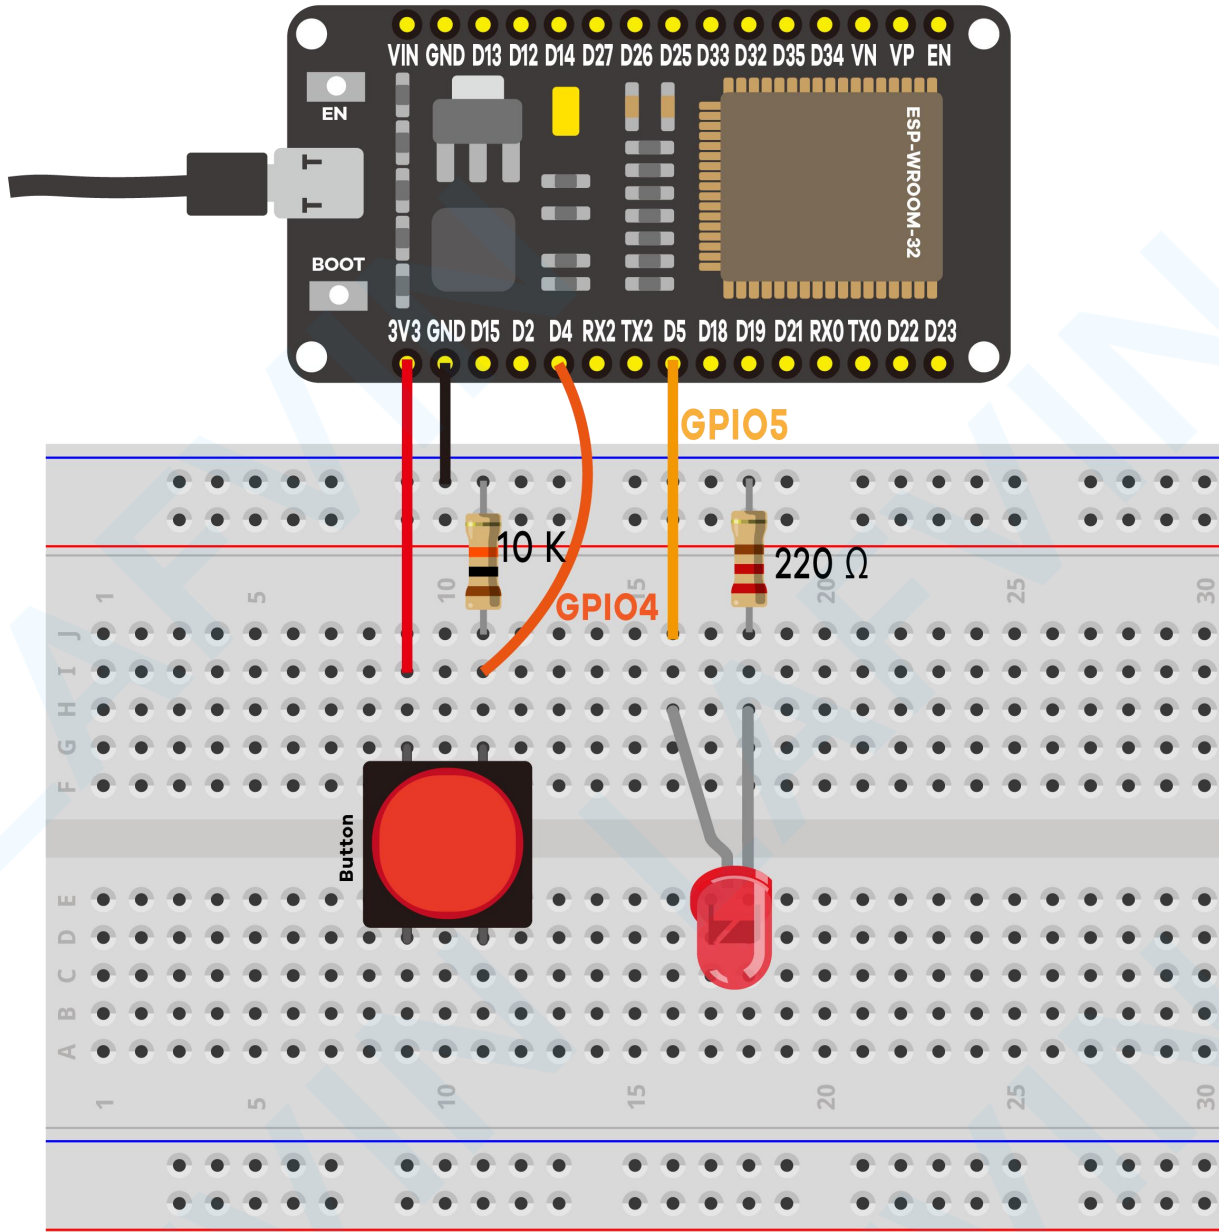 VIN GND D13 D12 D14 D27 D26 D25 D33 D32 D35 D34 VN VP EN
EN
ESP-WROOM-32
T
T
BOOT
3V3 GND D15 D2 D4 RX2 TX2 D5 D18 D19 D21 RX0 TX0 D22 D23
GPIO5
10 K
220 Ω
GPIO4
1 5 10 15 20 25 30
J
I
H
G
F
Button
E
D
C
B
A
1 5 10 15 20 25 30
LAFVIN
LAFVIN